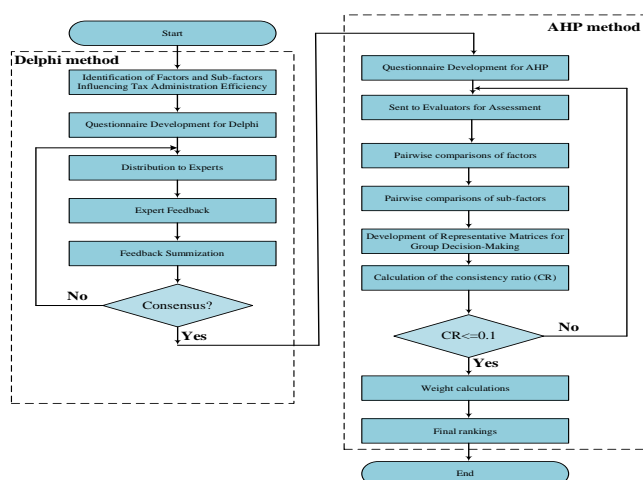 Start
Delphi method
Identification of Factors and Sub-factors
Influencing Tax Administration Efficiency
Questionnaire Development for Delphi
Distribution to Experts
Expert Feedback
Feedback Summization
Consensus?
No
Yes
AHP method
Questionnaire Development for AHP
Sent to Evaluators for Assessment
Pairwise comparisons of factors
Pairwise comparisons of sub-factors
Development of Representative Matrices for
Group Decision-Making
Calculation of the consistency ratio (CR)
CR<=0.1
No
Yes
Weight calculations
Final rankings
End